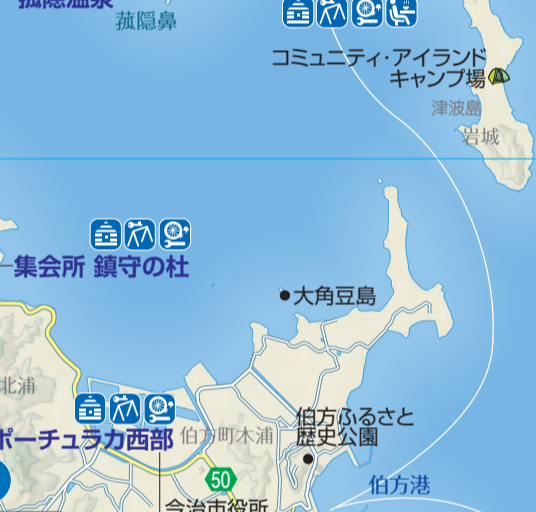 菰隠温泉
菰隠鼻
コミュニティ・アイランド
キャンプ場
津波島
岩城
集会所 鎮守の杜
大角豆島
北浦
ポーチュラカ西部
伯方町木浦
伯方ふるさと
歴史公園
50
伯方港
今治市役所